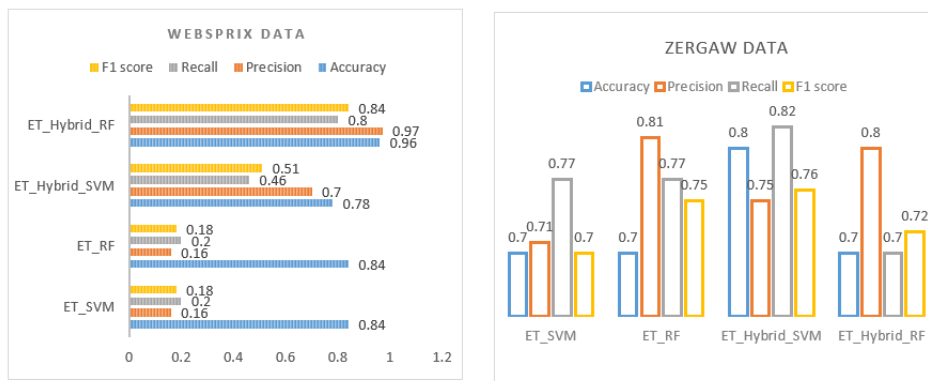 WEBSPRIX DATA
F1 score Recall Precision Accuracy
ET_Hybrid_RF
0.84
0.8
0.97
0.96
ET_Hybrid_SVM
0.51
0.46
0.7
0.78
ET_RF
0.18
0.2
0.16
0.84
ET_SVM
0.18
0.2
0.16
0.84
0 0.2 0.4 0.6 0.8 1 1.2
ZERGAW DATA
Accuracy Precision Recall F1 score
0.7 0.71 0.77 0.7
0.7 0.81 0.77 0.75
0.8 0.75 0.82 0.76
0.7 0.8 0.7 0.72
ET_SVM ET_RF ET_Hybrid_SVM ET_Hybrid_RF